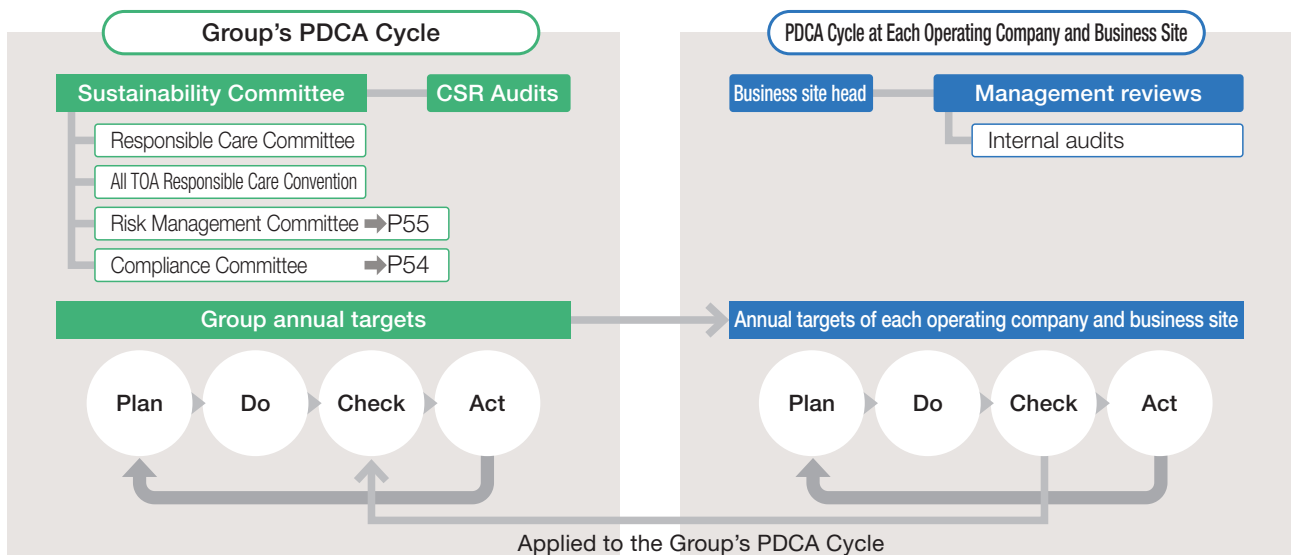 Group's PDCA Cycle
Sustainability Committee
CSR Audits
Responsible Care Committee
All TOA Responsible Care Convention
Risk Management Committee ➡P55
Compliance Committee ➡P54
Group annual targets
Plan
Do
Check
Act
PDCA Cycle at Each Operating Company and Business Site
Business site head
Management reviews
Internal audits
Annual targets of each operating company and business site
Plan
Do
Check
Act
Applied to the Group's PDCA Cycle